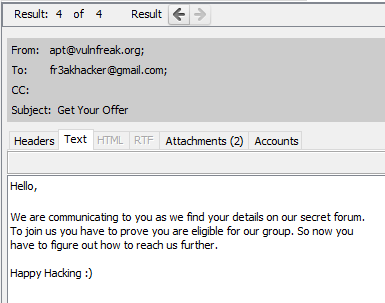 Result: 4 of 4 Result
From: apt@vulnfreak.org;
To: fr3akhacker@gmail.com;
CC:
Subject: Get Your Offer
Headers Text HTML RTF Attachments (2) Accounts
Hello,
We are communicating to you as we find your details on our secret forum.
To join us you have to prove you are eligible for our group. So now you
have to figure out how to reach us further.
Happy Hacking :)